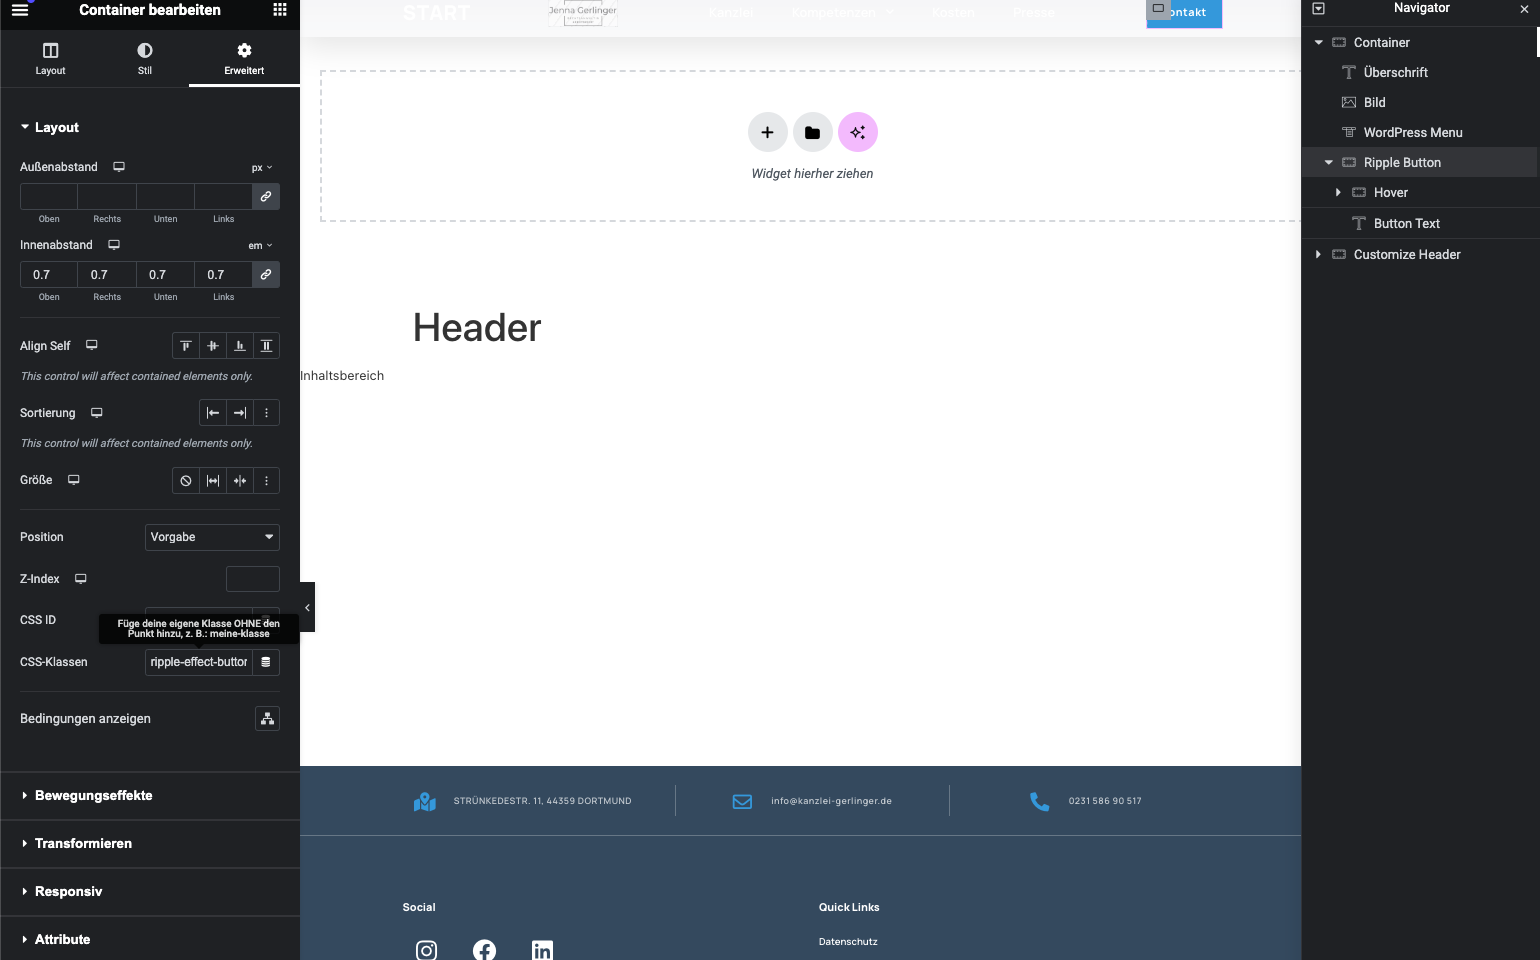 Container bearbeiten
Layout
Stil
Erweitert
Layout
Außenabstand
px
Oben
Rechts
Unten
Links
Innenabstand
em
0.7
0.7
0.7
0.7
Oben
Rechts
Unten
Links
Align Self
This control will affect contained elements only.
Sortierung
This control will affect contained elements only.
Größe
Position
Vorgabe
Z-Index
CSS ID
Füge deine eigene Klasse OHNE den
Punkt hinzu, z. B.: meine-klasse
CSS-Klassen
ripple-effect-button
Bedingungen anzeigen
Bewegungseffekte
Transformieren
Responsiv
Attribute
START
Jenna Gerlinger
Kanzlei
Kompetenzen
Kosten
Presse
ontakt
Widget hierher ziehen
Header
Inhaltsbereich
STRÜNKEDESTR. 11, 44359 DORTMUND
info@kanzlei-gerlinger.de
0231 586 90 517
Social
Quick Links
Datenschutz
Navigator
Container
Überschrift
Bild
WordPress Menu
Ripple Button
Hover
Button Text
Customize Header